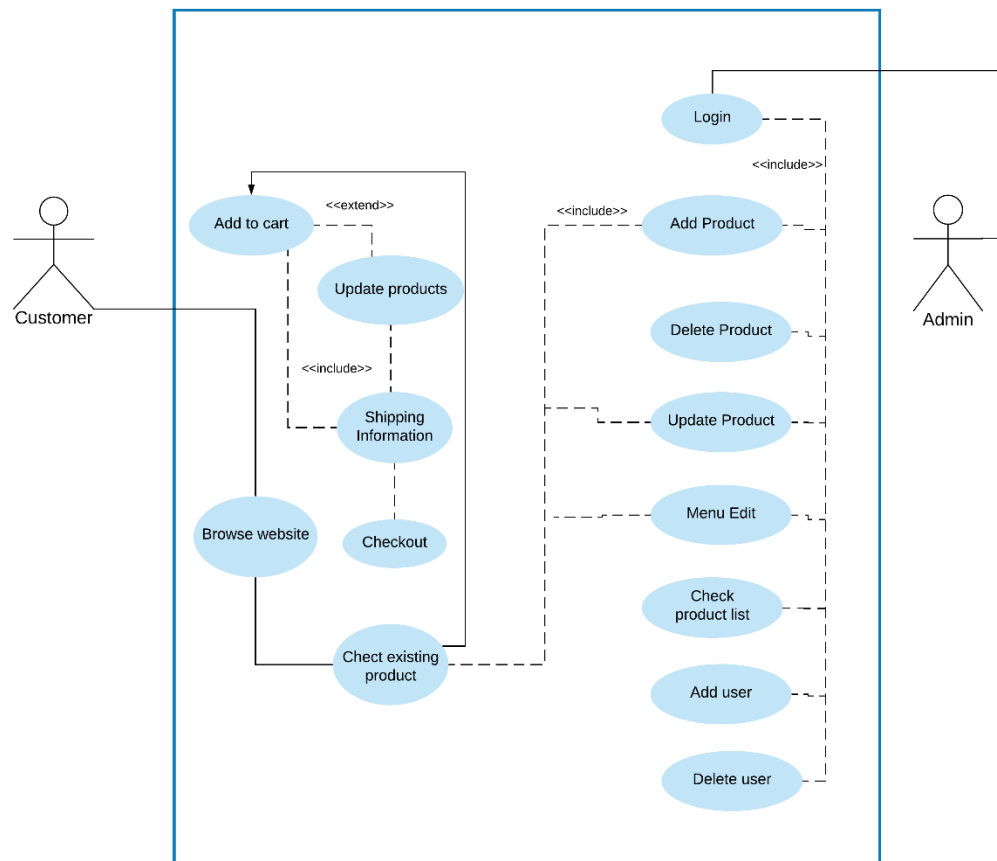 Login
<<include>>
Add to cart
<<extend>>
<<include>>
Add Product
Update products
Customer
Admin
Delete Product
<<include>>
Shipping
Information
Update Product
Browse website
Checkout
Menu Edit
Check
product list
Chect existing
product
Add user
Delete user